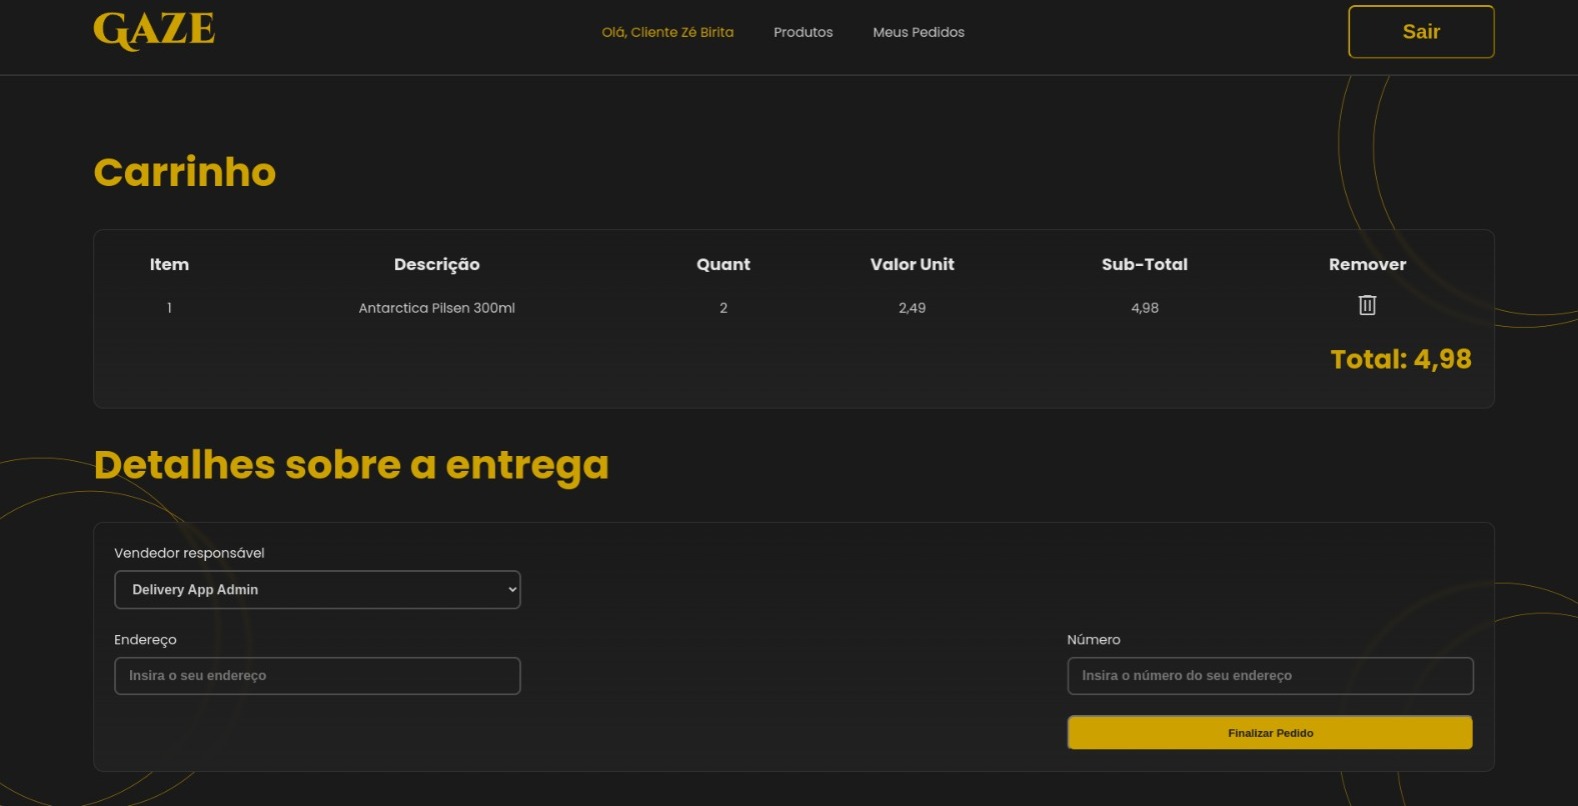 GAZE
Olá, Cliente Zé Birita Produtos Meus Pedidos
Sair
Carrinho
Item Descrição Quant Valor Unit Sub-Total Remover
1 Antarctica Pilsen 300ml 2 2,49 4,98
Total: 4,98
Detalhes sobre a entrega
Vendedor responsável
Delivery App Admin
Endereço Número
Insira o seu endereço Insira o número do seu endereço
Finalizar Pedido